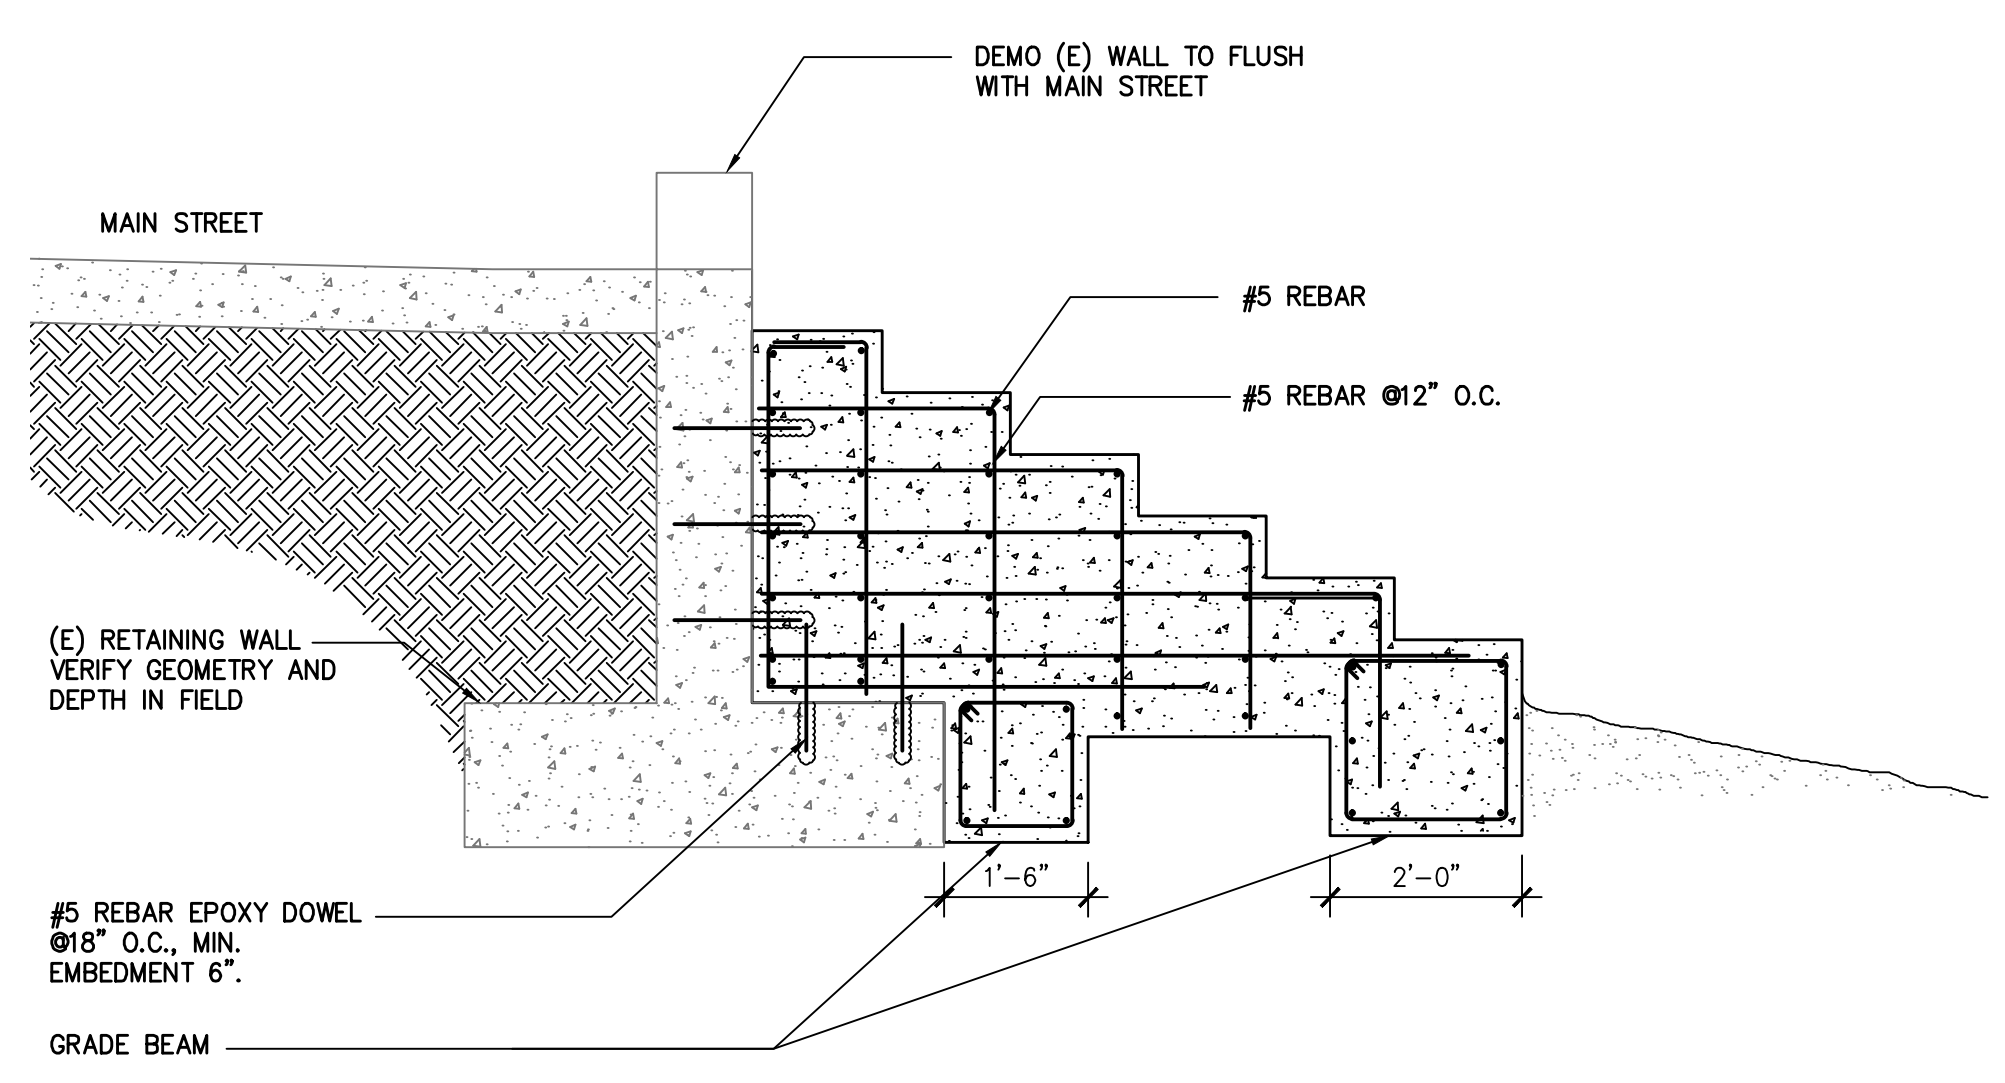 DEMO (E) WALL TO FLUSH
WITH MAIN STREET
MAIN STREET
#5 REBAR
#5 REBAR @12" O.C.
(E) RETAINING WALL
VERIFY GEOMETRY AND
DEPTH IN FIELD
1'-6"
2'-0"
#5 REBAR EPOXY DOWEL
@18" O.C., MIN.
EMBEDMENT 6".
GRADE BEAM